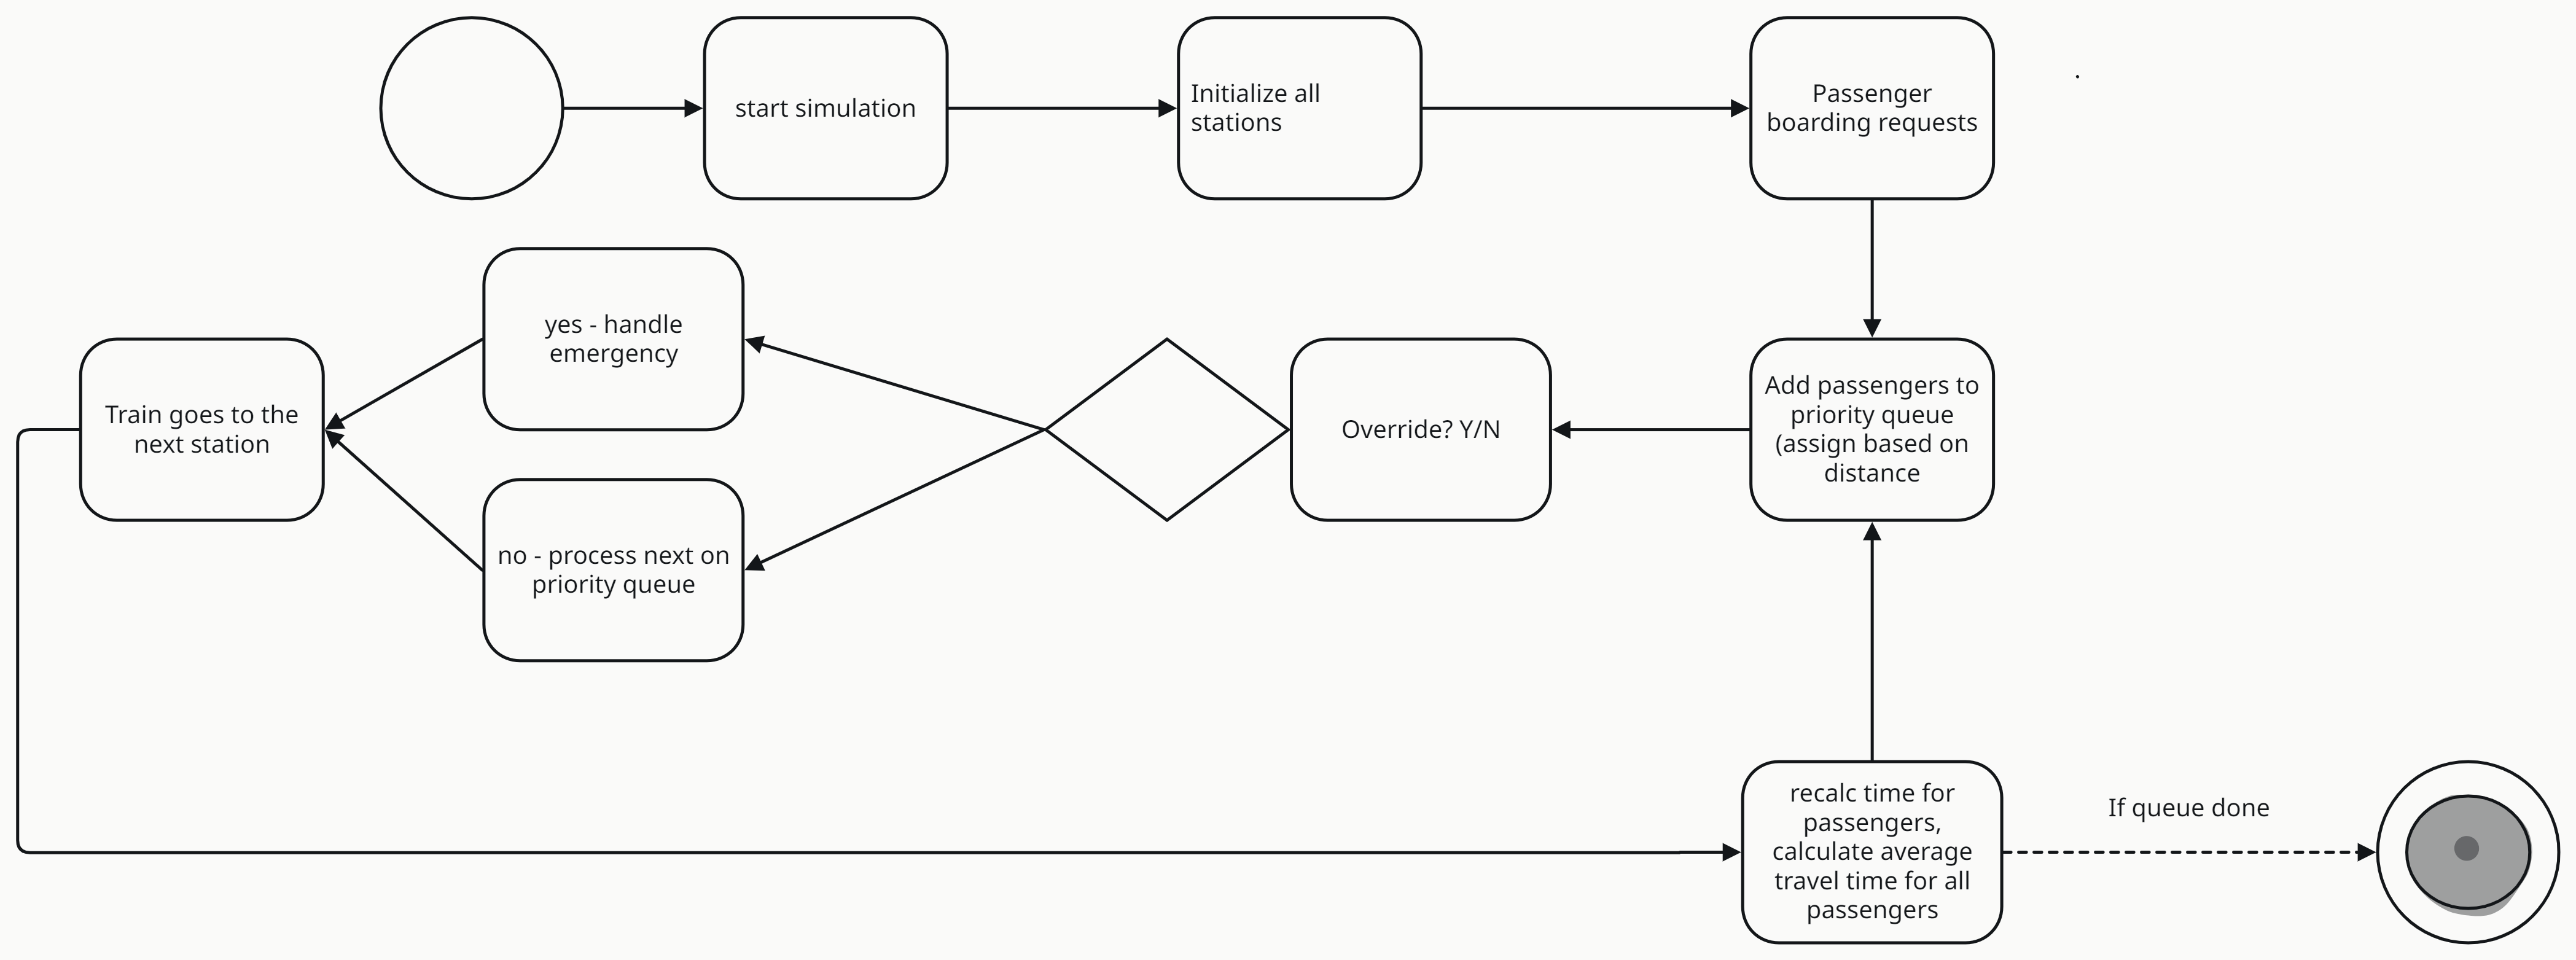 start simulation
Initialize all
stations
Passenger
boarding requests
yes - handle
emergency
Train goes to the
next station
no - process next on
priority queue
Override? Y/N
Add passengers to
priority queue
(assign based on
distance
recalc time for
passengers,
calculate average
travel time for all
passengers
If queue done